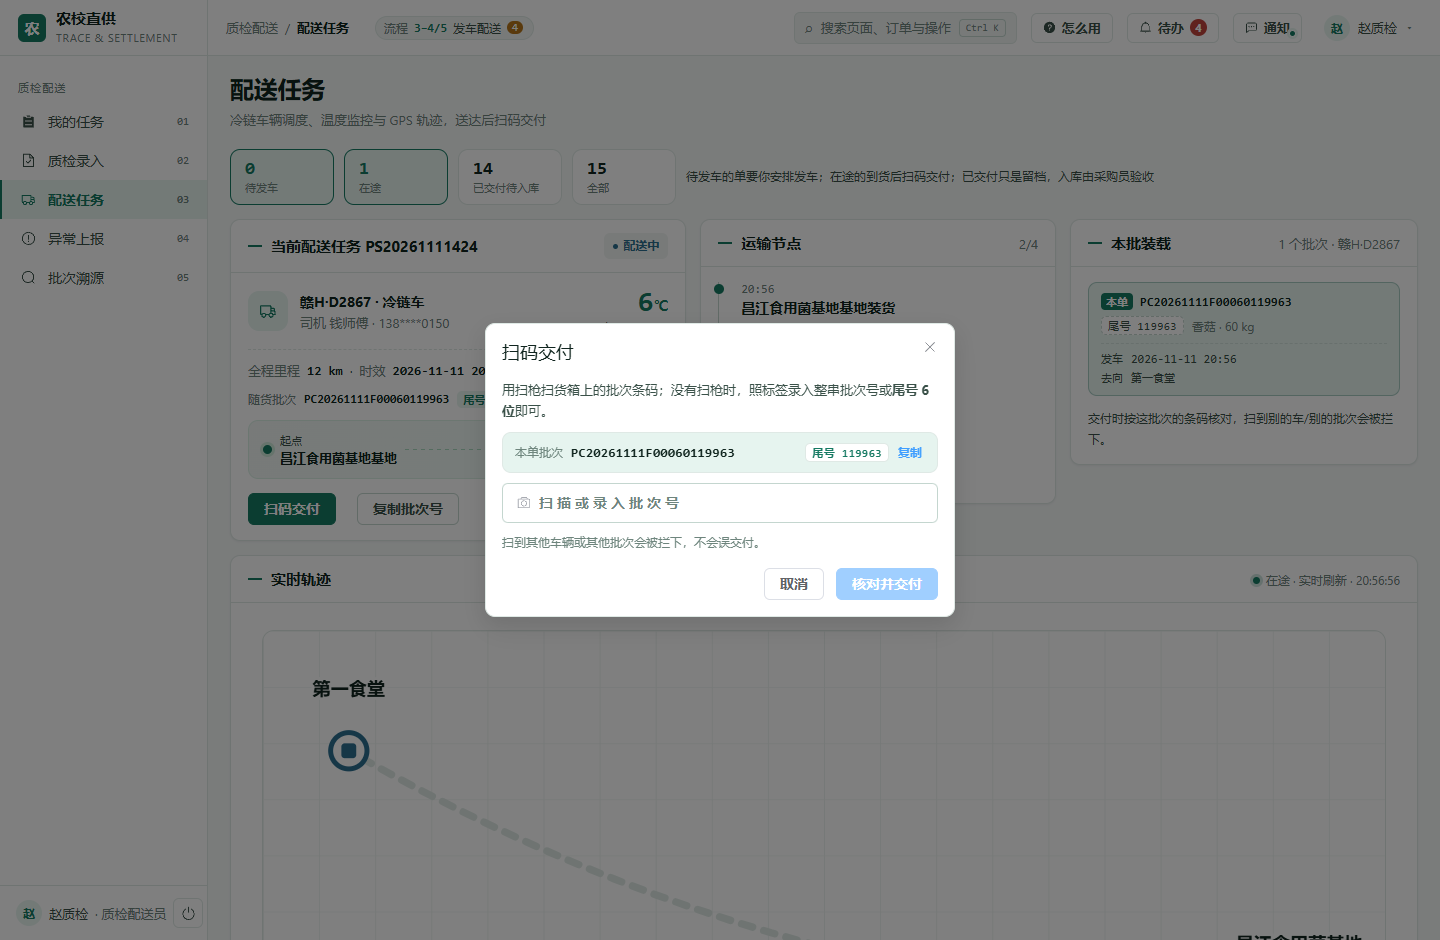 农 农校直供
TRACE & SETTLEMENT
质检配送 / 配送任务 流程 3-4/5 发车配送 4
搜索页面、订单与操作 Ctrl K 怎么用 待办 4 通知 赵 赵质检
质检配送
我的任务 01
质检录入 02
配送任务 03
异常上报 04
批次溯源 05
赵 赵质检 · 质检配送员
配送任务
冷链车辆调度、温度监控与 GPS 轨迹，送达后扫码交付
0
待发车
1
在途
14
已交付待入库
15
全部
待发车的单要你安排发车；在途的到货后扫码交付；已交付只是留档，入库由采购员验收
当前配送任务 PS20261111424 配送中
赣H·D2867 · 冷链车
司机 钱师傅 · 138****0150
6℃
全程里程 12 km · 时效 2026-11-11 20
随货批次 PC20261111F00060119963 尾号
起点
昌江食用菌基地基地
扫码交付 复制批次号
运输节点 2/4
20:56
昌江食用菌基地基地装货
本批装载 1 个批次 · 赣H·D2867
本单 PC20261111F00060119963
尾号 119963 香菇 · 60 kg
发车 2026-11-11 20:56
去向 第一食堂
交付时按这批次的条码核对，扫到别的车/别的批次会被拦
下。
扫码交付
用扫枪扫货箱上的批次条码；没有扫枪时，照标签录入整串批次号或尾号 6
位即可。
本单批次 PC20261111F00060119963 尾号 119963 复制
扫描或录入批次号
扫到其他车辆或其他批次会被拦下，不会误交付。
取消 核对并交付
实时轨迹 在途 · 实时刷新 · 20:56:56
第一食堂